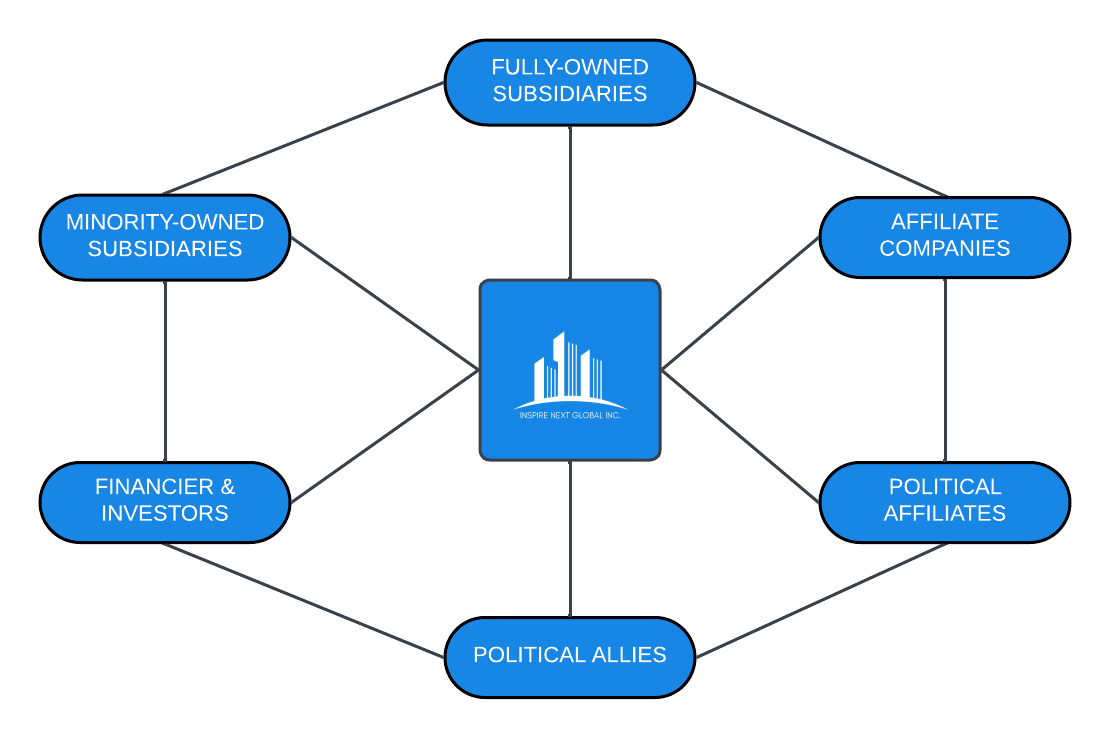 FULLY-OWNED
SUBSIDIARIES
MINORITY-OWNED
SUBSIDIARIES
AFFILIATE
COMPANIES
INSPIRE NEXT GLOBAL INC.
FINANCIER &
INVESTORS
POLITICAL
AFFILIATES
POLITICAL ALLIES